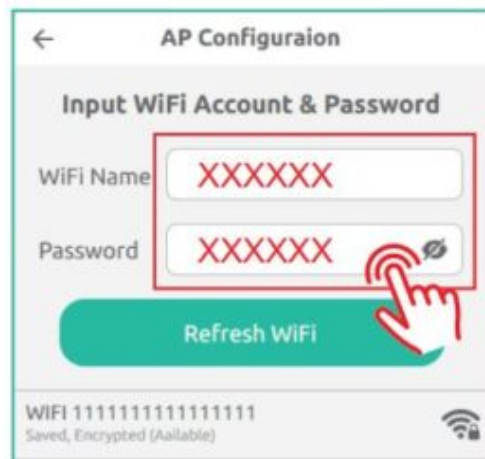 AP Configuraion
Input WiFi Account & Password
WiFi Name XXXXXX
Password XXXXXX
Refresh WiFi
WIFI 1111111111111111
Saved, Encrypted (Aailable)